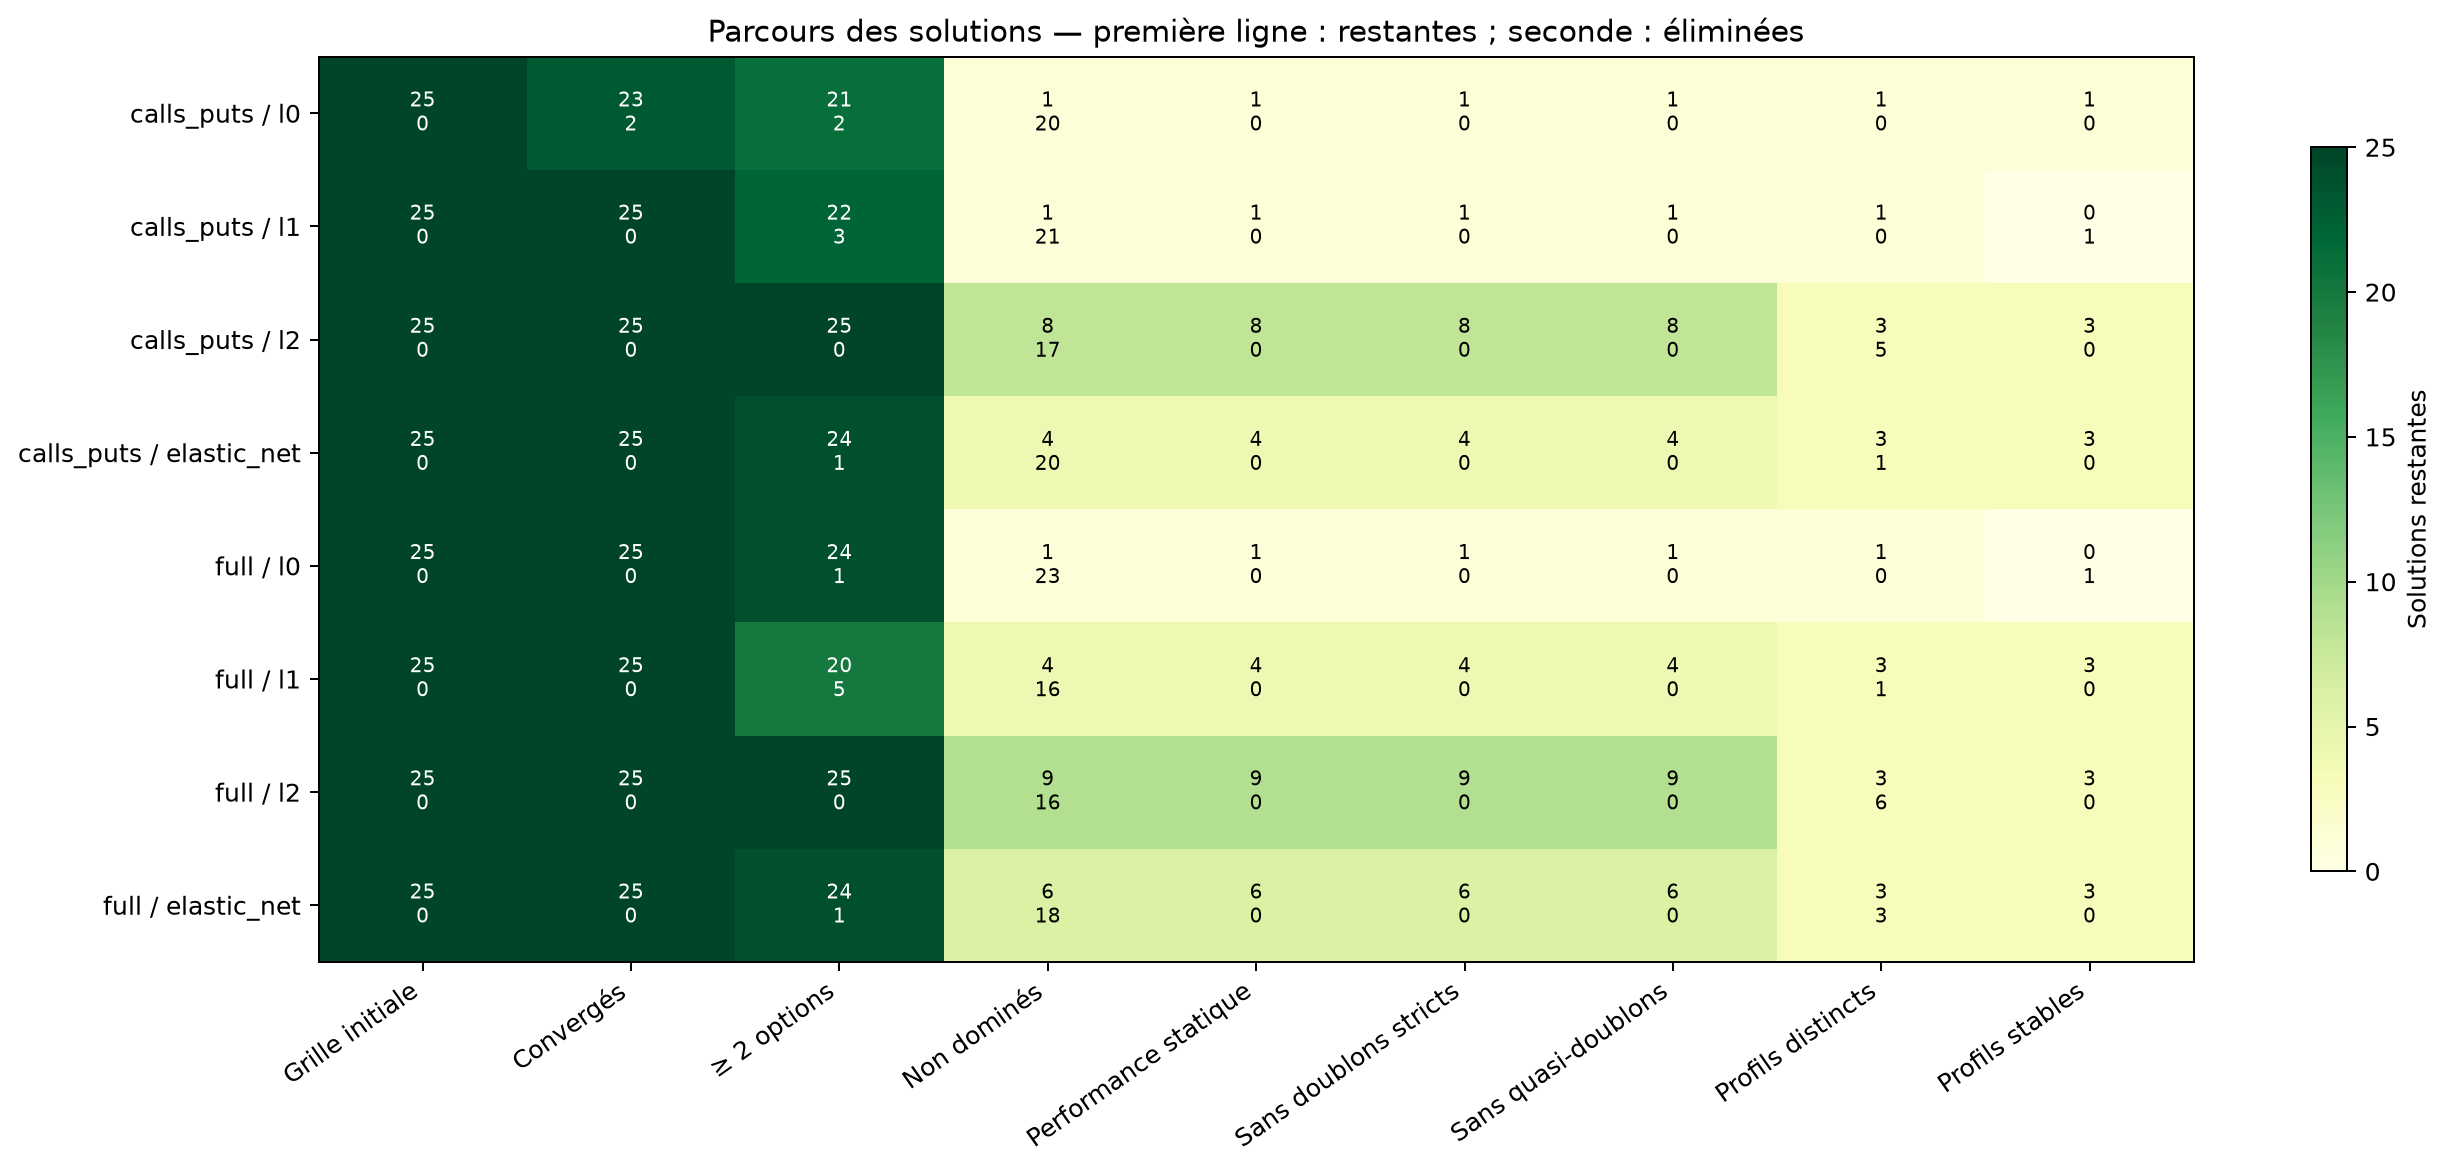 Parcours des solutions — première ligne : restantes ; seconde : éliminées
calls_puts / l0
25 23 21 1 1 1 1 1 1
0 2 2 20 0 0 0 0 0
calls_puts / l1
25 25 22 1 1 1 1 1 0
0 0 3 21 0 0 0 0 1
calls_puts / l2
25 25 25 8 8 8 8 3 3
0 0 0 17 0 0 0 5 0
calls_puts / elastic_net
25 25 24 4 4 4 4 3 3
0 0 1 20 0 0 0 1 0
full / l0
25 25 24 1 1 1 1 1 0
0 0 1 23 0 0 0 0 1
full / l1
25 25 20 4 4 4 4 3 3
0 0 5 16 0 0 0 1 0
full / l2
25 25 25 9 9 9 9 3 3
0 0 0 16 0 0 0 6 0
full / elastic_net
25 25 24 6 6 6 6 3 3
0 0 1 18 0 0 0 3 0
Grille initiale
Convergés
≥ 2 options
Non dominés
Performance statique
Sans doublons stricts
Sans quasi-doublons
Profils distincts
Profils stables
25
20
15
10
5
0
Solutions restantes